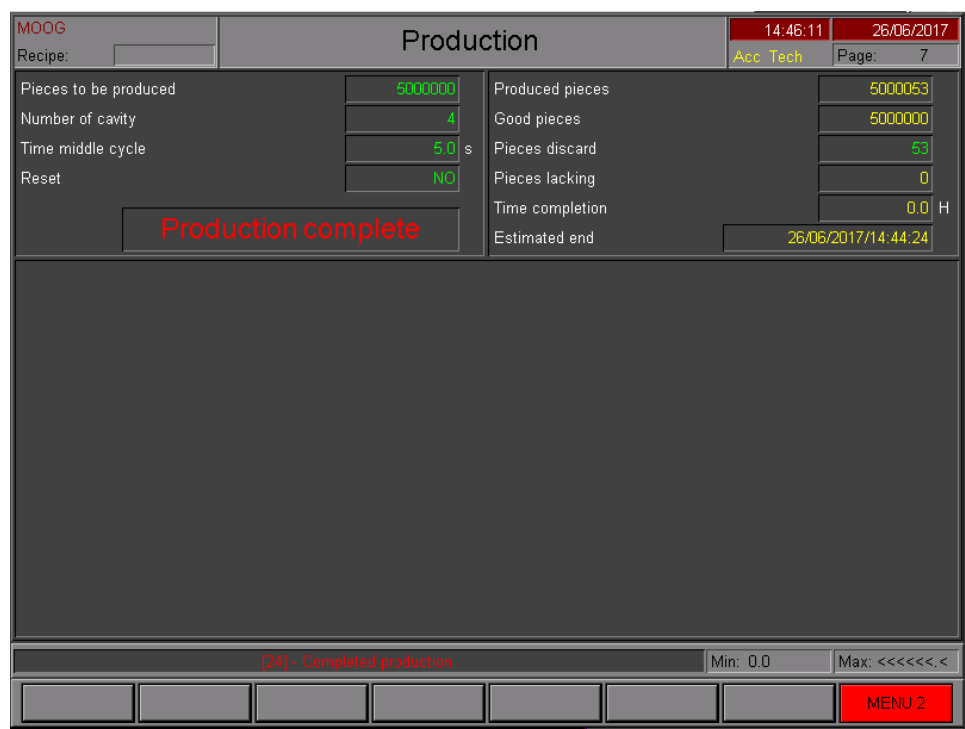 MOOG
Recipe:
Production
14:46:11 26/06/2017
Acc Tech Page: 7
Pieces to be produced 5000000
Number of cavity 4
Time middle cycle 5.0 s
Reset NO
Production complete
Produced pieces 5000053
Good pieces 5000000
Pieces discard 53
Pieces lacking 0
Time completion 0.0 H
Estimated end 26/06/2017/14:44:24
[24] - Completed production
Min: 0.0
Max: <<<<<<.<
MENU 2